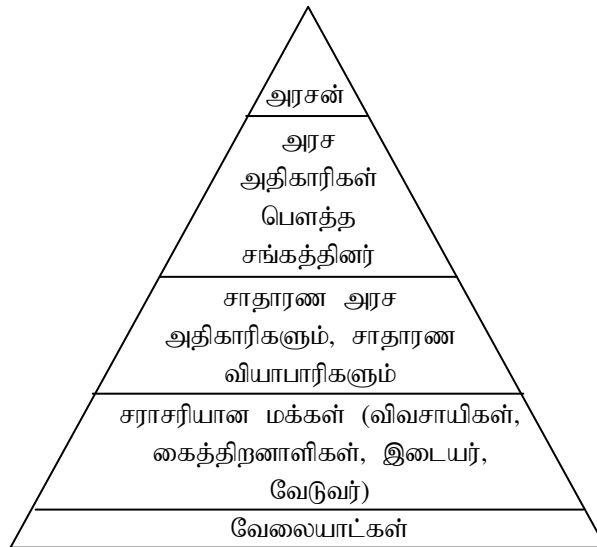 அரசன்
அரச
அதிகாரிகள்
பௌத்த
சங்கத்தினர்
சாதாரண அரச
அதிகாரிகளும், சாதாரண
வியாபாரிகளும்
சராசரியான மக்கள் (விவசாயிகள்,
கைத்திறனாளிகள், இடையர்,
வேடுவர்)
வேலையாட்கள்